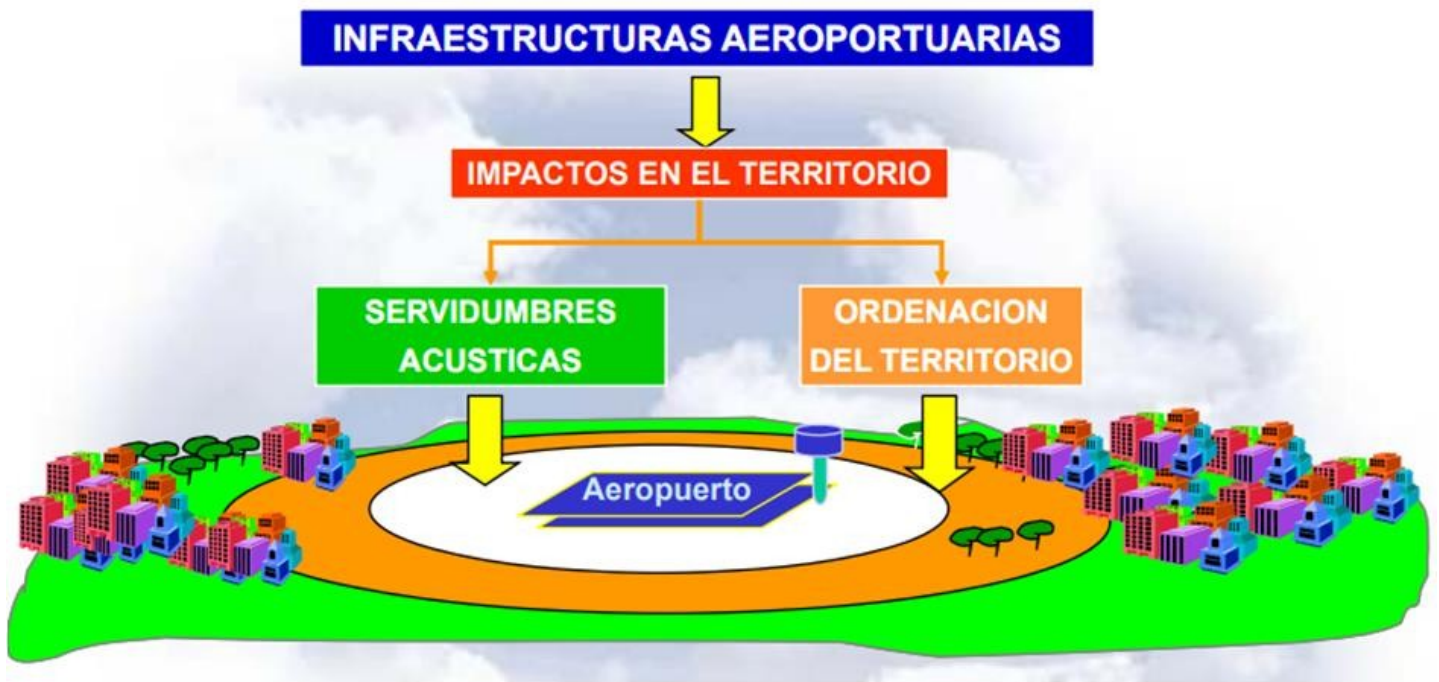 INFRAESTRUCTURAS AEROPORTUARIAS
IMPACTOS EN EL TERRITORIO
SERVIDUMBRES
ACUSTICAS
ORDENACION
DEL TERRITORIO
Aeropuerto